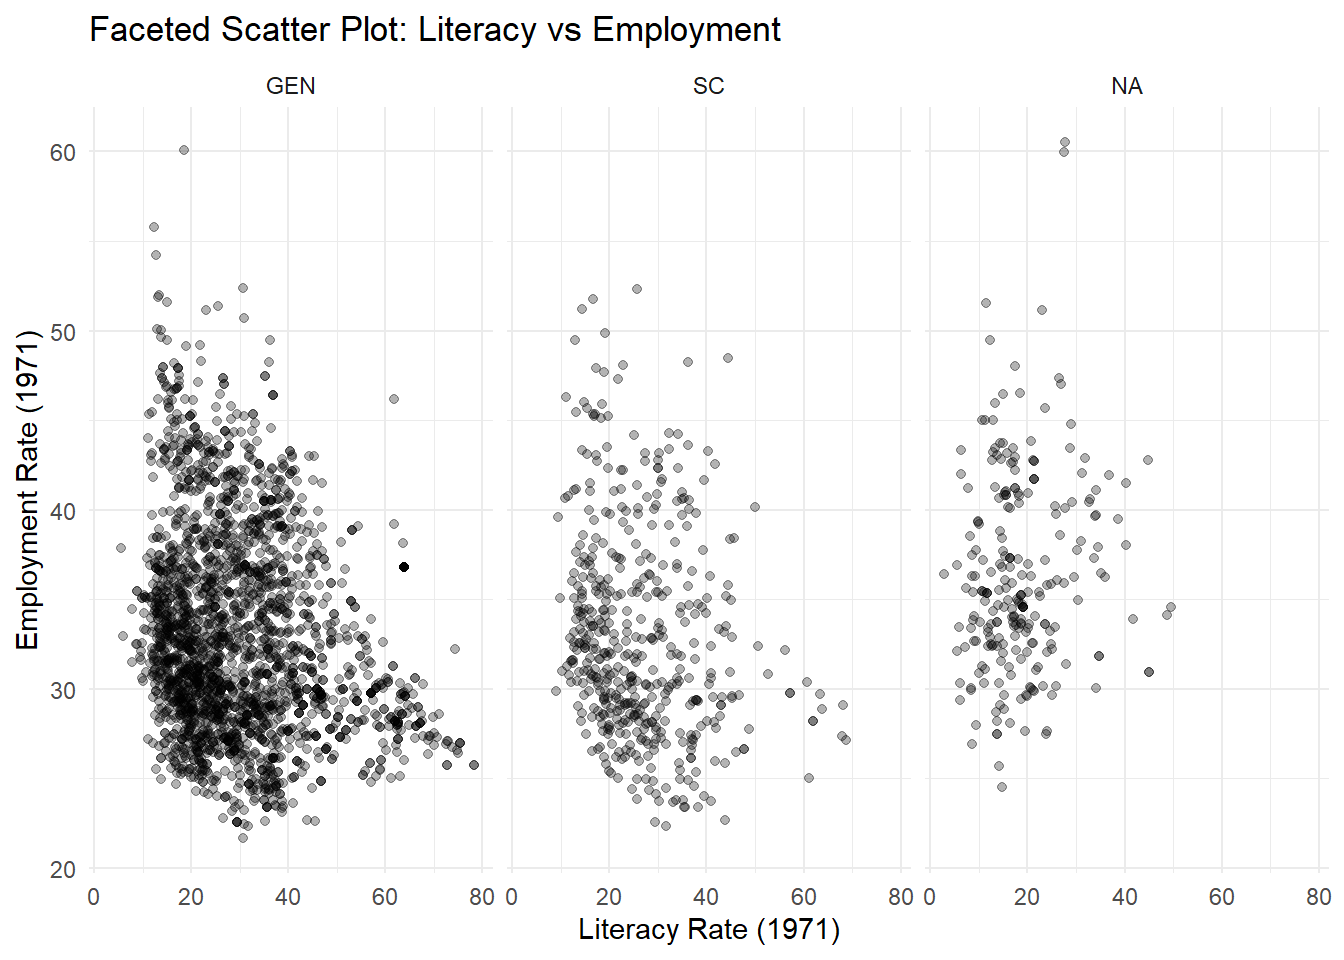 Faceted Scatter Plot: Literacy vs Employment
GEN SC NA
60
50
40
30
20
Employment Rate (1971)
0 20 40 60 80 0 20 40 60 80 0 20 40 60 80
Literacy Rate (1971)